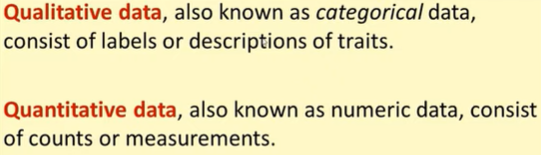 Qualitative data, also known as categorical data,
consist of labels or descriptions of traits.
Quantitative data, also known as numeric data, consist
of counts or measurements.